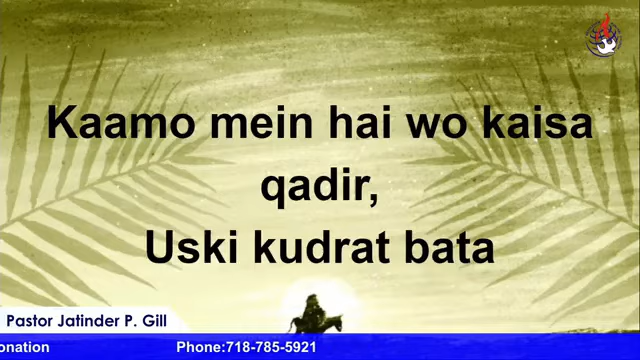 Kaamo mein hai wo kaisa
qadir,
Uski kudrat bata
Pastor Jatinder P. Gill
onation Phone:718-785-5921